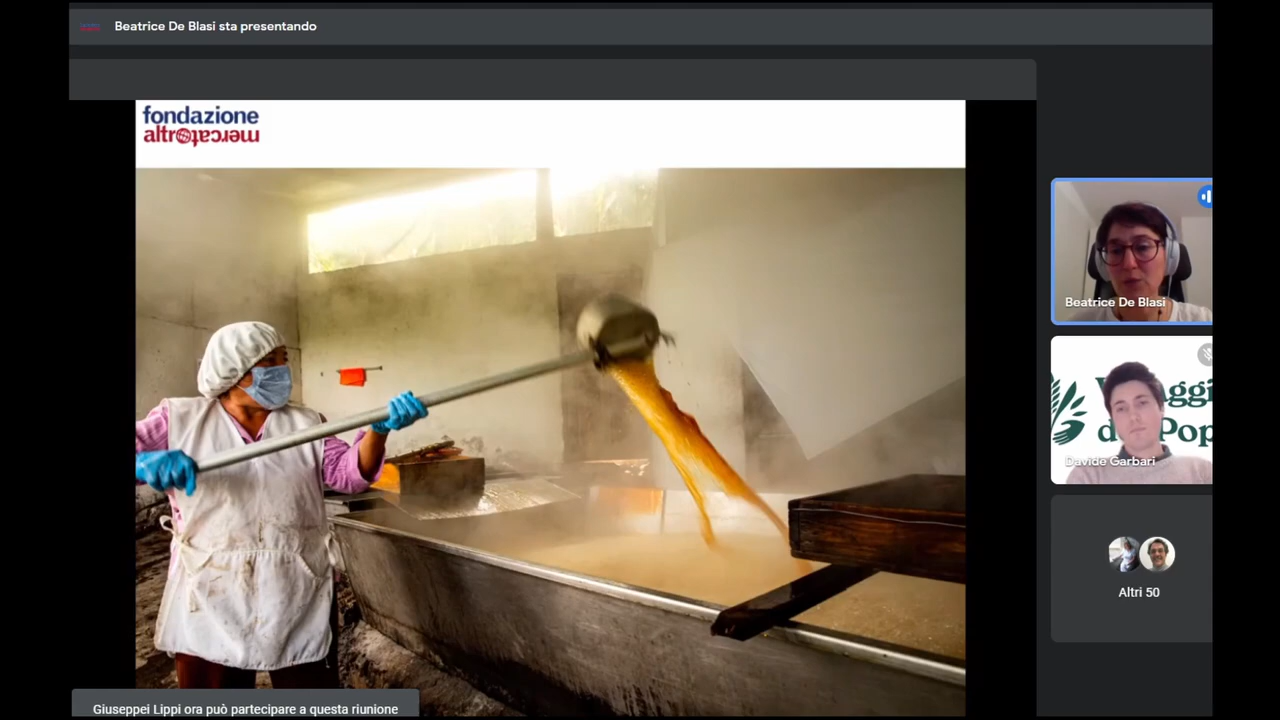 Beatrice De Blasi sta presentando
fondazione
altromercato
Beatrice De Blasi
Davide Garbari
Altri 50
Giuseppei Lippi ora può partecipare a questa riunione